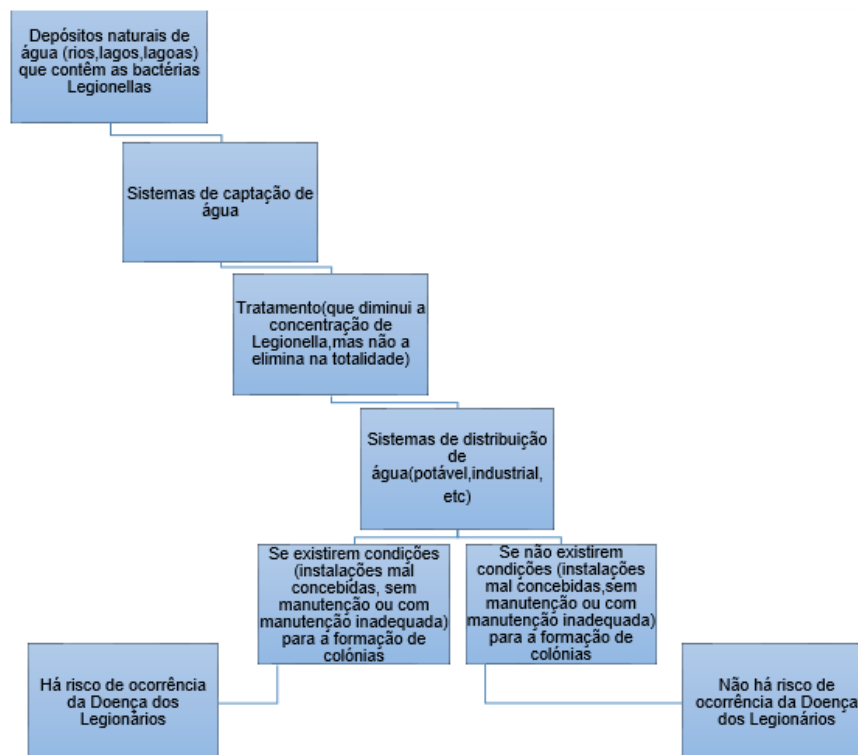 Depósitos naturais de
água (rios,lagos,lagoas)
que contêm as bactérias
Legionellas
Sistemas de captação de
água
Tratamento(que diminui a
concentração de
Legionella,mas não a
elimina na totalidade)
Sistemas de distribuição
de
água(potável,industrial,
etc)
Se existirem condições
(instalações mal
concebidas, sem
manutenção ou com
manutenção inadequada)
para a formação de
colónias
Se não existirem
condições (instalações
mal concebidas,sem
manutenção ou com
manutenção inadequada)
para a formação de
colónias
Há risco de ocorrência
da Doença dos
Legionários
Não há risco de
ocorrência da Doença
dos Legionários